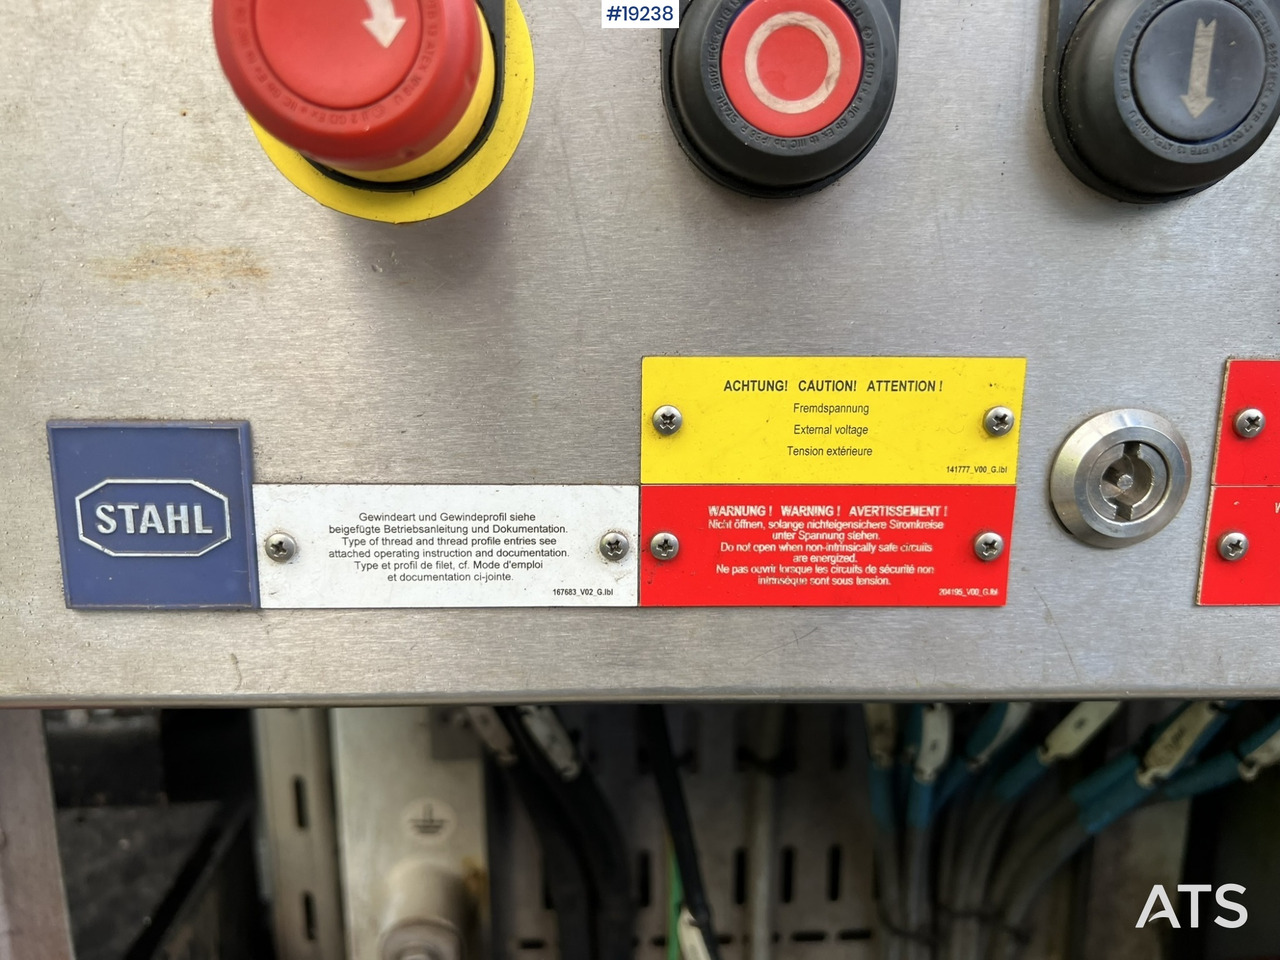 #19238
STAHL
Gewindeart und Gewindeprofil siehe
beigefügte Betriebsanleitung und Dokumentation.
Type of thread and thread profile entries see
attached operating instruction and documentation.
Type et profil de filet, cf. Mode d'emploi
et documentation ci-jointe.
167683_V02_G.lbl
ACHTUNG! CAUTION! ATTENTION !
Fremdspannung
External voltage
Tension extérieure
141777_V00_G.lbl
WARNUNG ! WARNING ! AVERTISSEMENT !
Nicht öffnen, solange nichteigensichere Stromkreise
unter Spannung stehen.
Do not open when non-intrinsically safe circuits
are energized.
Ne pas ouvrir lorsque les circuits de sécurité non
intrinsèque sont sous tension.
204195_V00_G.lbl
ATS